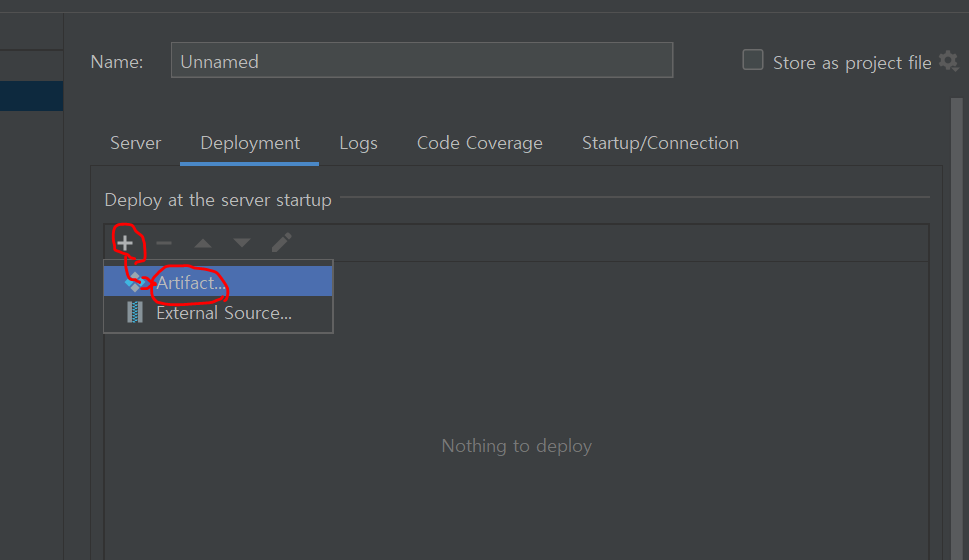 Name: Unnamed Store as project file
Server Deployment Logs Code Coverage Startup/Connection
Deploy at the server startup
Artifact...
External Source...
Nothing to deploy